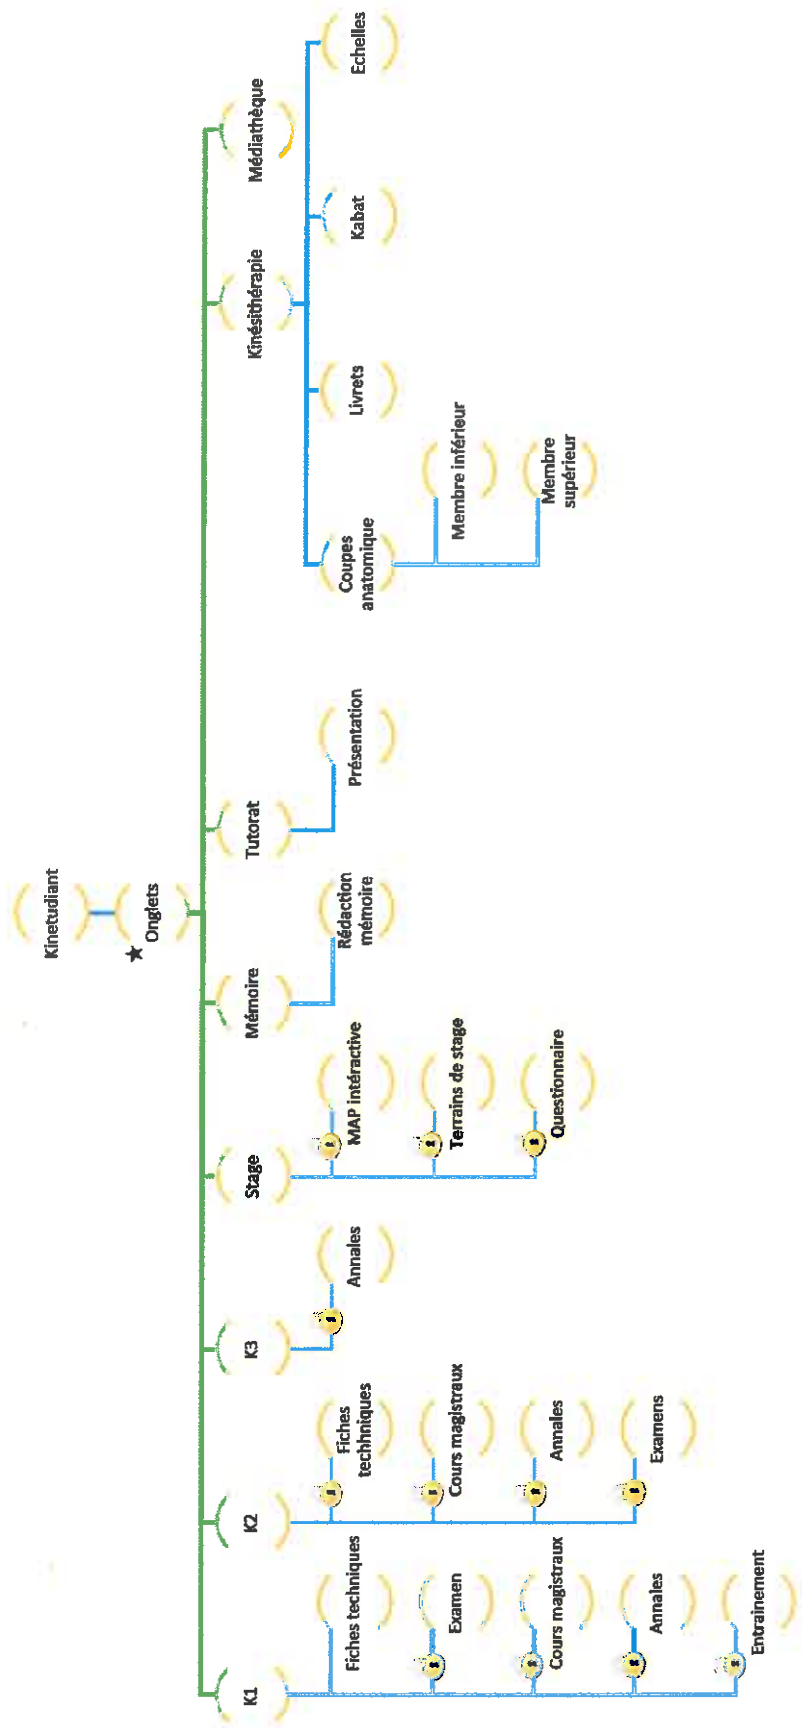 Kinetudiant
Onglets
K1
Fiches techniques
Examen
Cours magistraux
Annales
Entrainement
K2
Fiches
techhniques
Cours magistraux
Annales
Examens
K3
Annales
Stage
MAP intéractive
Terrains de stage
Questionnaire
Mémoire
Rédaction
mémoire
Tutorat
Présentation
Kinésithérapie
Coupes
anatomique
Membre inférieur
Membre
supérieur
Livrets
Kabat
Echelles
Médiathèque